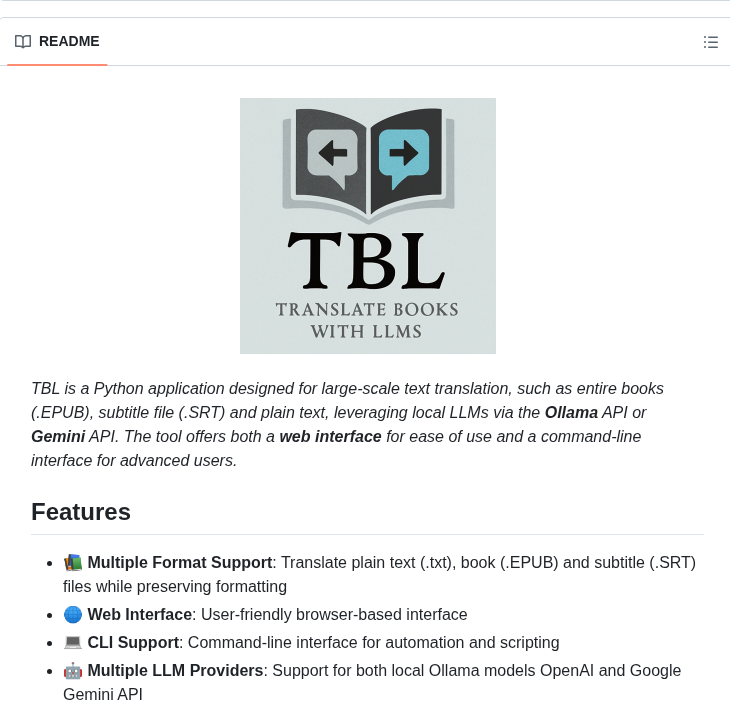 README
TBL
TRANSLATE BOOKS
WITH LLMS
TBL is a Python application designed for large-scale text translation, such as entire books
(.EPUB), subtitle file (.SRT) and plain text, leveraging local LLMs via the Ollama API or
Gemini API. The tool offers both a web interface for ease of use and a command-line
interface for advanced users.
Features
📚 Multiple Format Support: Translate plain text (.txt), book (.EPUB) and subtitle (.SRT)
files while preserving formatting
🌐 Web Interface: User-friendly browser-based interface
💻 CLI Support: Command-line interface for automation and scripting
🤖 Multiple LLM Providers: Support for both local Ollama models OpenAI and Google
Gemini API